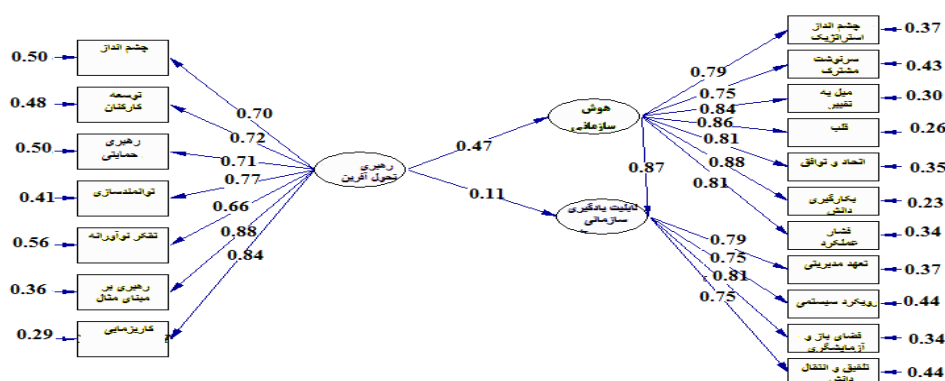 0.50
چشم انداز
0.48
توسعه
کارکنان
0.50
رهبری
حمایتی
0.41
توانمندسازی
0.56
تفکر نوآورانه
0.36
رهبری بر
مبنای مثال
0.29
کاریزمایی
0.70
0.72
0.71
0.77
0.66
0.88
0.84
رهبری
تحول آفرین
0.47
0.11
هوش
سازمانی
0.87
قابلیت یادگیری
سازمانی
0.79
0.75
0.84
0.86
0.81
0.88
0.81
0.79
0.75
0.81
0.75
چشم انداز
استراتژیک
0.37
سرنوشت
مشترک
0.43
میل به
تغییر
0.30
قلب
0.26
اتحاد و توافق
0.35
بکارگیری
دانش
0.23
فشار
عملکرد
0.34
تعهد مدیریتی
0.37
رویکرد سیستمی
0.44
فضای باز و
آزمایشگری
0.34
تلفیق و انتقال
دانش
0.44